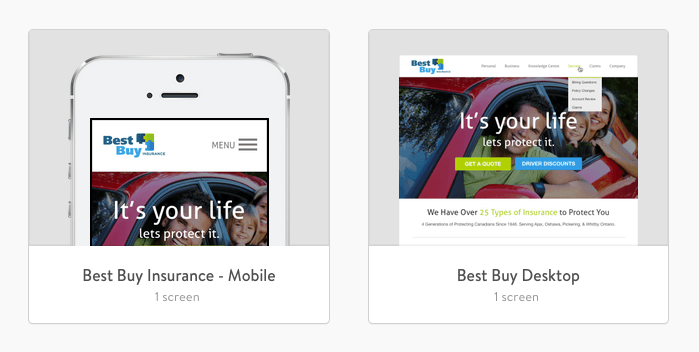 Best
Buy
INSURANCE
MENU
It's your life
lets protect it.
Best Buy Insurance - Mobile
1 screen
Best
Buy
INSURANCE
Personal Business Knowledge Centre Service Claims Company
Billing Questions
Policy Changes
Account Review
Claims
It's your life
lets protect it.
GET A QUOTE DRIVER DISCOUNTS
We Have Over 25 Types of Insurance to Protect You
4 Generations of Protecting Canadians Since 1946. Serving Ajax, Oshawa, Pickering, & Whitby Ontario.
Best Buy Desktop
1 screen